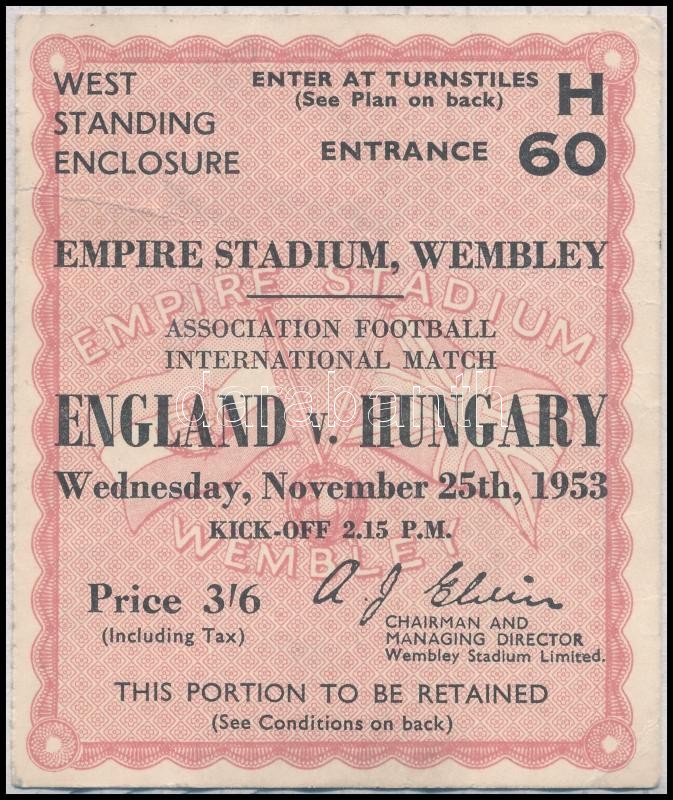 WEST
STANDING
ENCLOSURE
ENTER AT TURNSTILES H
(See Plan on back)
ENTRANCE 60
EMPIRE STADIUM, WEMBLEY
EMPIRE STADIUM
ASSOCIATION FOOTBALL
INTERNATIONAL MATCH
darabanth
ENGLAND v. HUNGARY
Wednesday, November 25th, 1953
KICK-OFF 2.15 P.M.
WEMBLEY
Price 3/6
(Including Tax)
A. J. Elvin
CHAIRMAN AND
MANAGING DIRECTOR
Wembley Stadium Limited.
THIS PORTION TO BE RETAINED
(See Conditions on back)